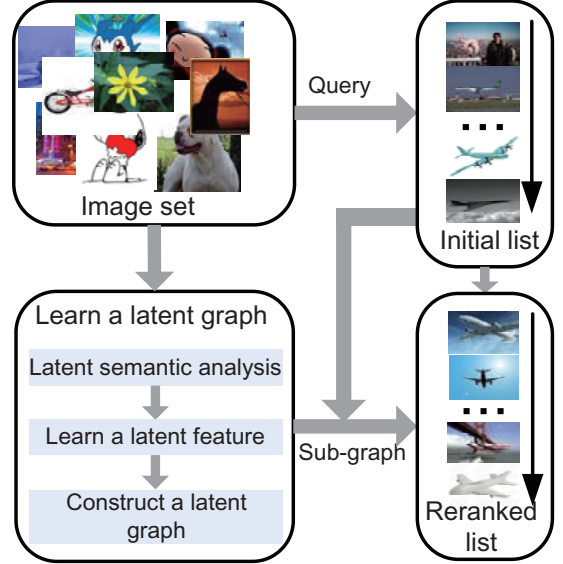 Query
Image set
Initial list
Learn a latent graph
Latent semantic analysis
Learn a latent feature
Construct a latent
graph
Sub-graph
Reranked
list